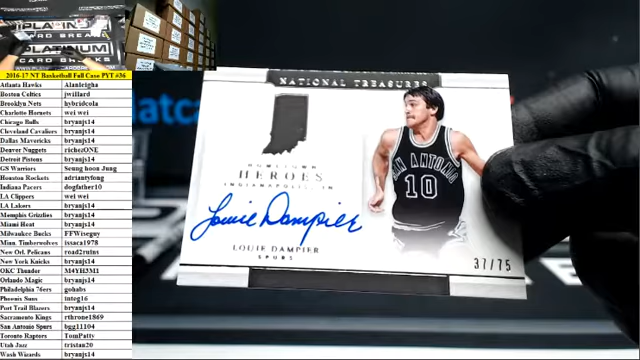 PLATINUM
CARD BREAKS
2016-17 NT Basketball Full Case PYT #36
Atlanta Hawks Alanleigha
Boston Celtics jwillard
Brooklyn Nets hybridcola
Charlotte Hornets wei wei
Chicago Bulls bryanjs14
Cleveland Cavaliers bryanjs14
Dallas Mavericks bryanjs14
Denver Nuggets richezONE
Detroit Pistons bryanjs14
GS Warriors Seung hoon Jung
Houston Rockets adriantyfong
Indiana Pacers dogfather10
LA Clippers wei wei
LA Lakers bryanjs14
Memphis Grizzlies bryanjs14
Miami Heat bryanjs14
Milwaukee Bucks FFWiseguy
Minn. Timberwolves issaca1978
New Orl. Pelicans road2ruins
New York Knicks bryanjs14
OKC Thunder M4YH3M1
Orlando Magic bryanjs14
Philadelphia 76ers gohabs
Phoenix Suns integ16
Port Trail Blazers bryanjs14
Sacramento Kings rthrone1869
San Antonio Spurs bgg11104
Toronto Raptors TomPatty
Utah Jazz tristan20
Wash Wizards bryanjs14
NATIONAL TREASURES
HOMETOWN
HEROES
INDIANAPOLIS, IN
Louie Dampier
LOUIE DAMPIER
SPURS
SAN ANTONIO
10
37/75